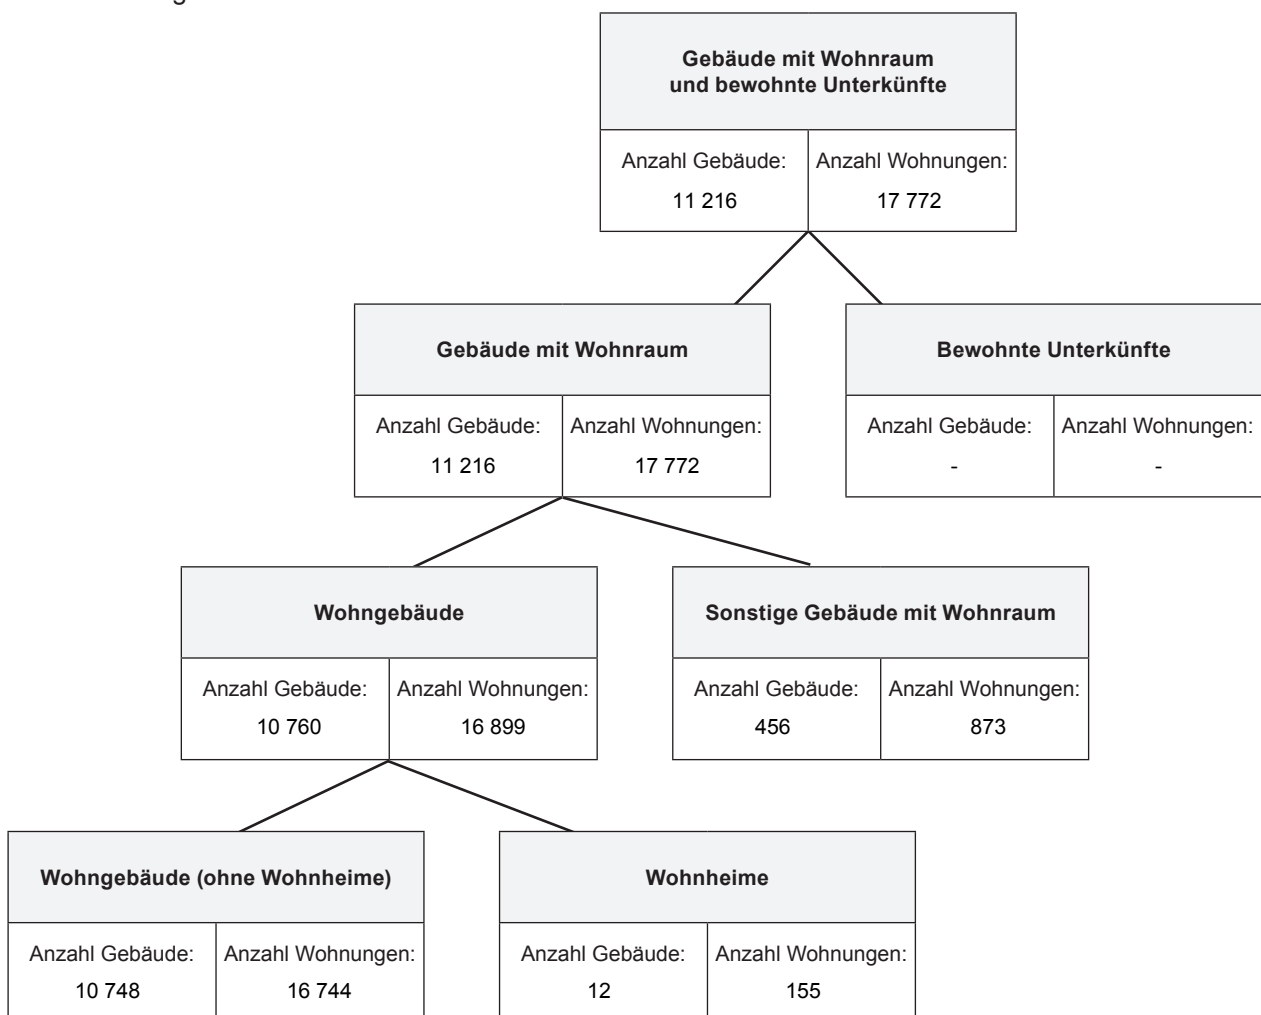 Gebäude mit Wohnraum
und bewohnte Unterkünfte
Anzahl Gebäude:
11 216
Anzahl Wohnungen:
17 772
Gebäude mit Wohnraum
Anzahl Gebäude:
11 216
Anzahl Wohnungen:
17 772
Bewohnte Unterkünfte
Anzahl Gebäude:
-
Anzahl Wohnungen:
-
Wohngebäude
Anzahl Gebäude:
10 760
Anzahl Wohnungen:
16 899
Sonstige Gebäude mit Wohnraum
Anzahl Gebäude:
456
Anzahl Wohnungen:
873
Wohngebäude (ohne Wohnheime)
Anzahl Gebäude:
10 748
Anzahl Wohnungen:
16 744
Wohnheime
Anzahl Gebäude:
12
Anzahl Wohnungen:
155